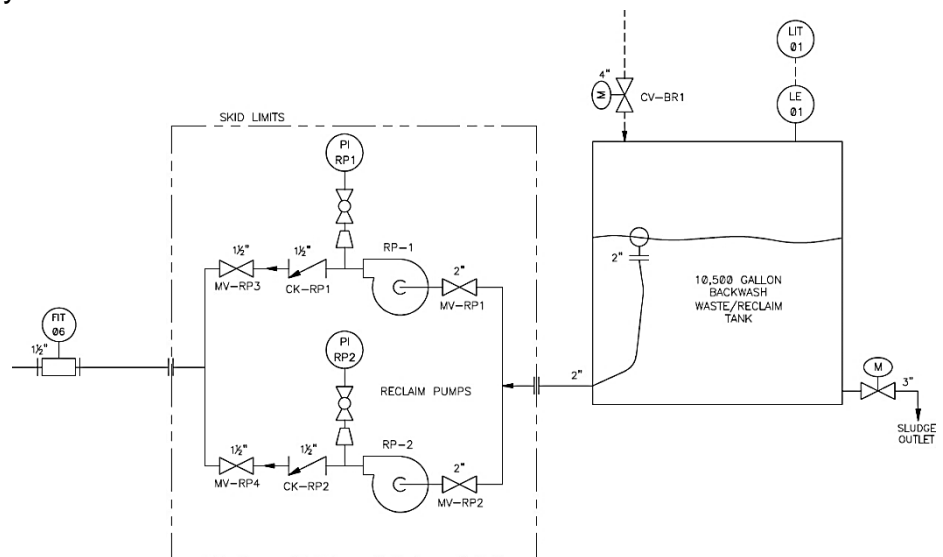 LIT
01
LE
01
4"
M
CV-BR1
SKID LIMITS
PI
RP1
1½"
1½"
RP-1
2"
MV-RP3
CK-RP1
MV-RP1
2"
10,500 GALLON
BACKWASH
WASTE/RECLAIM
TANK
FIT
06
1½"
PI
RP2
RECLAIM PUMPS
2"
M
3"
SLUDGE
OUTLET
1½"
1½"
RP-2
2"
MV-RP4
CK-RP2
MV-RP2